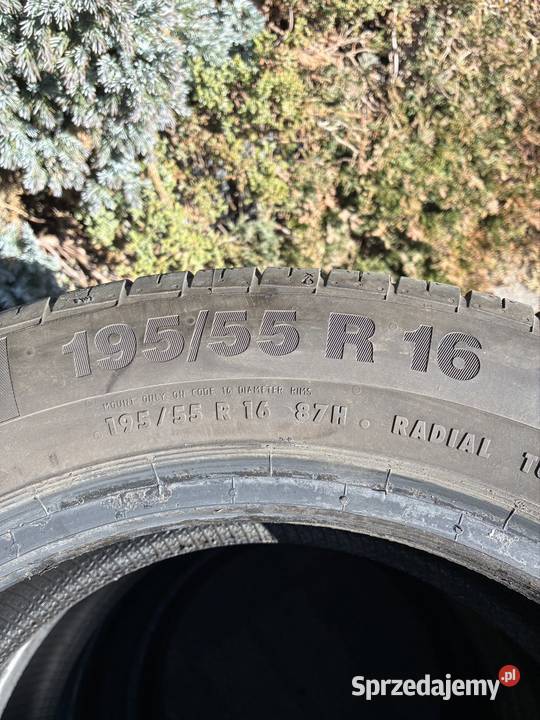 195/55 R 16
MOUNT ONLY ON CODE 16 DIAMETER RIMS
195/55 R 16 87H RADIAL
Sprzedajemy.pl